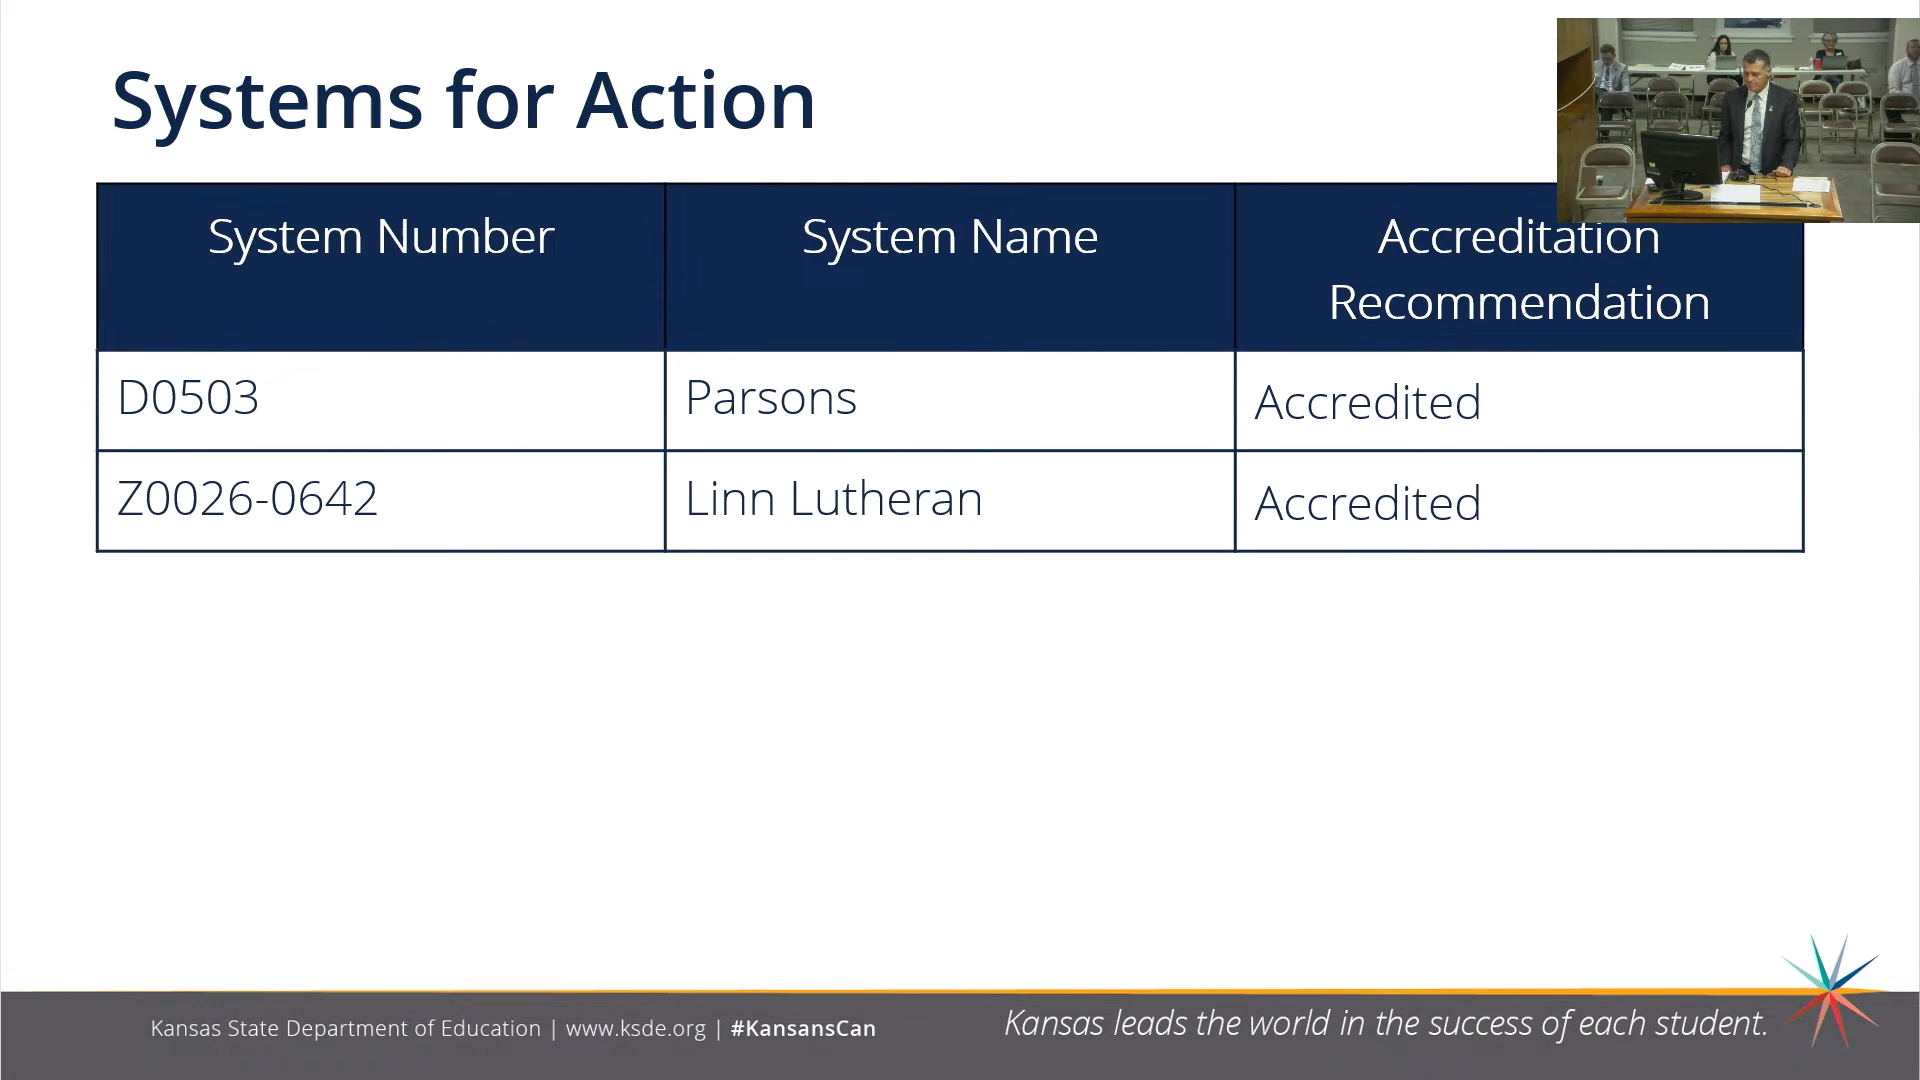 Systems for Action
System Number
System Name
Accreditation
Recommendation
D0503
Parsons
Accredited
Z0026-0642
Linn Lutheran
Accredited
Kansas State Department of Education | www.ksde.org | #KansansCan
Kansas leads the world in the success of each student.